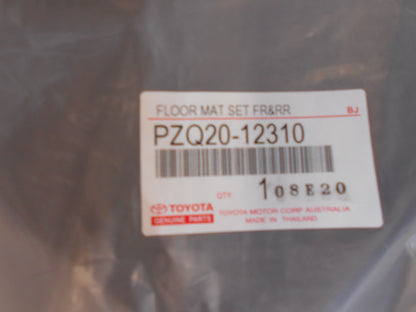 FLOOR MAT SET FR&RR BJ
PZQ20-12310
QTY. 1 08E20
TOYOTA TOYOTA MOTOR CORP AUSTRALIA
GENUINE PARTS MADE IN THAILAND